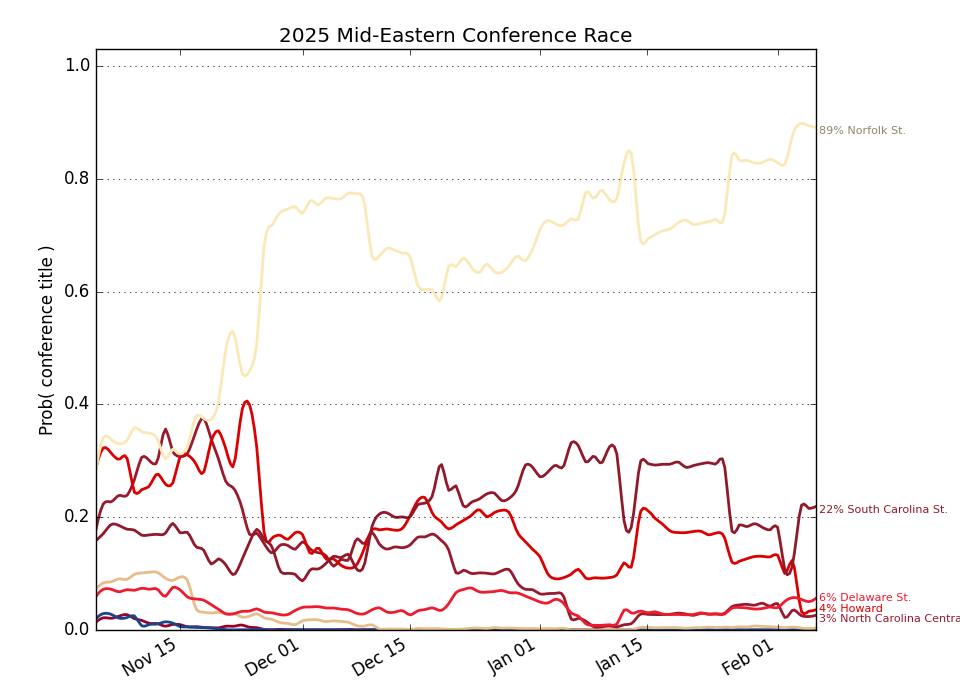 2025 Mid-Eastern Conference Race
Prob( conference title )
1.0
0.8
0.6
0.4
0.2
0.0
Nov 15
Dec 01
Dec 15
Jan 01
Jan 15
Feb 01
89% Norfolk St.
22% South Carolina St.
6% Delaware St.
4% Howard
3% North Carolina Centra